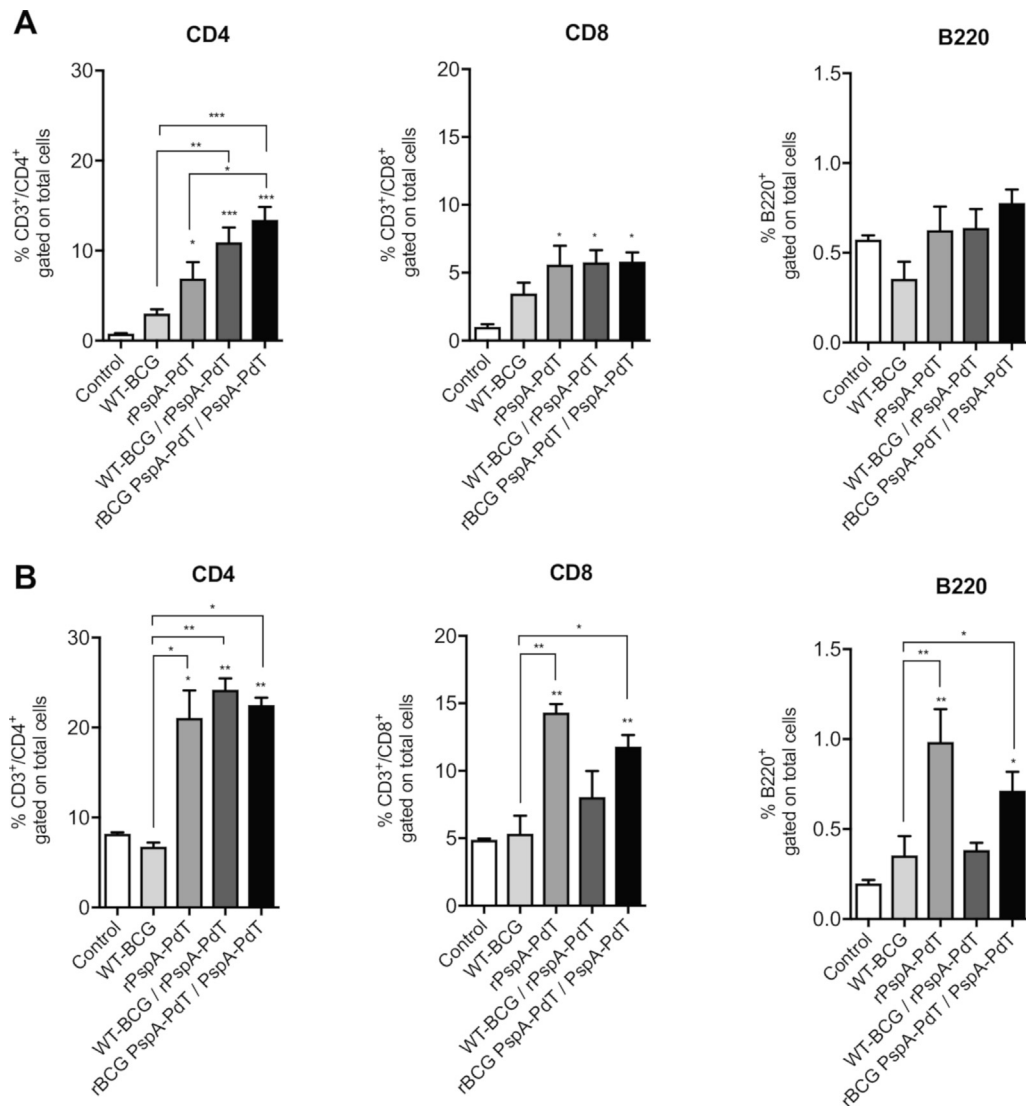 A
CD4
% CD3+/CD4+
gated on total cells
30
20
10
0
***
**
*
*
***
***
Control
WT-BCG
rPspA-PdT
WT-BCG / rPspA-PdT
rBCG PspA-PdT / PspA-PdT
CD8
% CD3+/CD8+
gated on total cells
20
15
10
5
0
*
*
*
Control
WT-BCG
rPspA-PdT
WT-BCG / rPspA-PdT
rBCG PspA-PdT / PspA-PdT
B220
% B220+
gated on total cells
1.5
1.0
0.5
0.0
Control
WT-BCG
rPspA-PdT
WT-BCG / rPspA-PdT
rBCG PspA-PdT / PspA-PdT
B
CD4
% CD3+/CD4+
gated on total cells
30
20
10
0
*
**
*
*
**
**
Control
WT-BCG
rPspA-PdT
WT-BCG / rPspA-PdT
rBCG PspA-PdT / PspA-PdT
CD8
% CD3+/CD8+
gated on total cells
20
15
10
5
0
*
**
**
**
Control
WT-BCG
rPspA-PdT
WT-BCG / rPspA-PdT
rBCG PspA-PdT / PspA-PdT
B220
% B220+
gated on total cells
1.5
1.0
0.5
0.0
*
**
**
*
Control
WT-BCG
rPspA-PdT
WT-BCG / rPspA-PdT
rBCG PspA-PdT / PspA-PdT